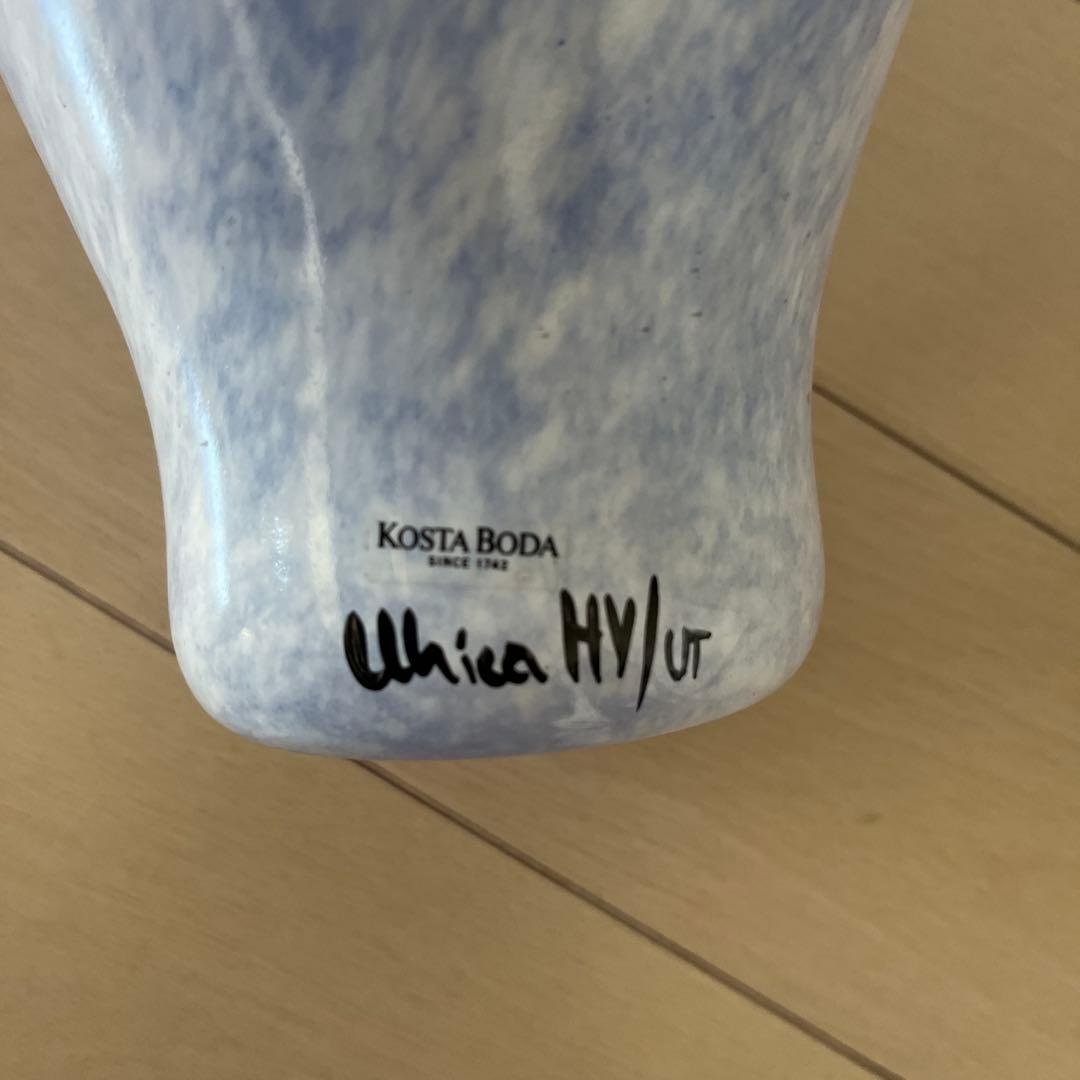 KOSTA BODA
SINCE 1742
Ulrica HV/UT